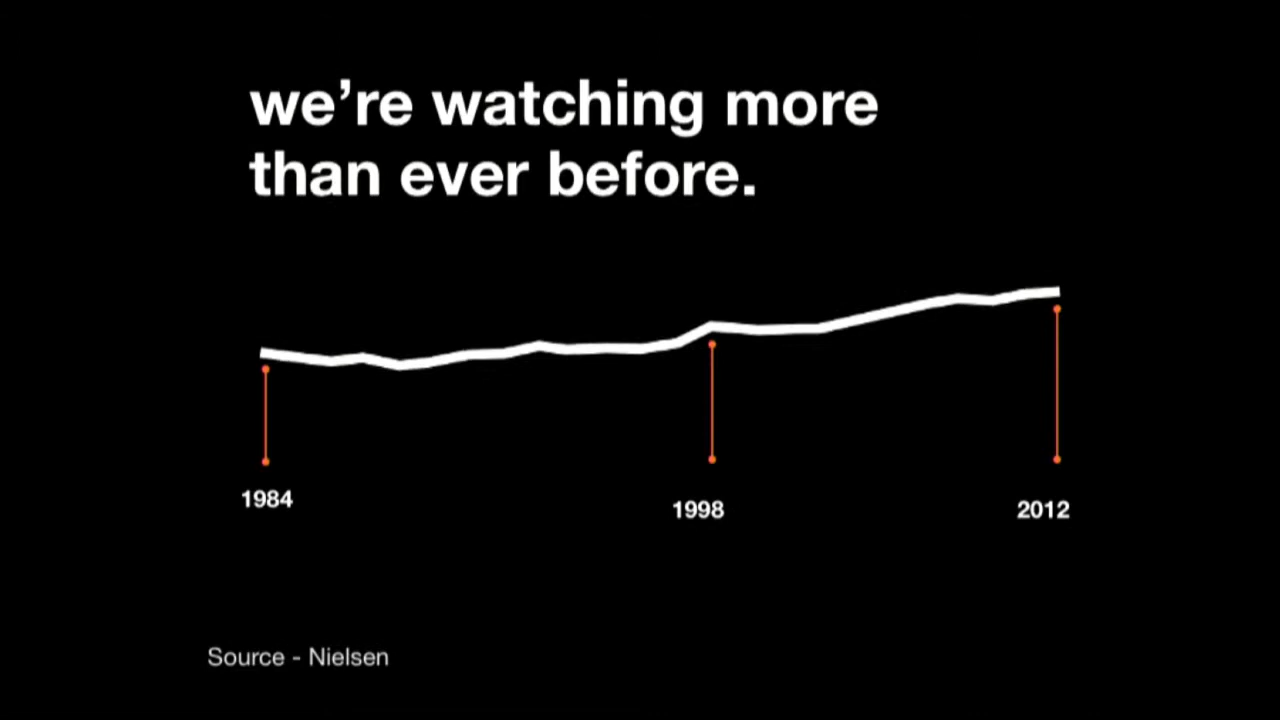 we’re watching more
than ever before.
1984
1998
2012
Source - Nielsen